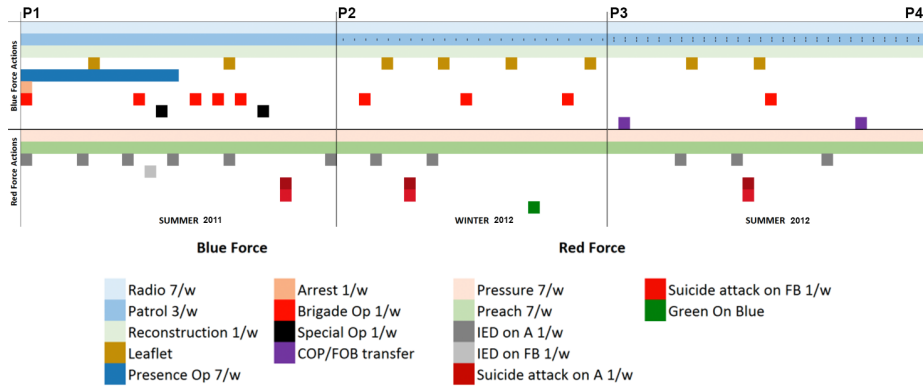 P1 P2 P3 P4
Blue Force Actions
Red Force Actions
SUMMER 2011 WINTER 2012 SUMMER 2012
Blue Force Red Force
Radio 7/w Arrest 1/w Pressure 7/w Suicide attack on FB 1/w
Patrol 3/w Brigade Op 1/w Preach 7/w Green On Blue
Reconstruction 1/w Special Op 1/w IED on A 1/w
Leaflet COP/FOB transfer IED on FB 1/w
Presence Op 7/w Suicide attack on A 1/w